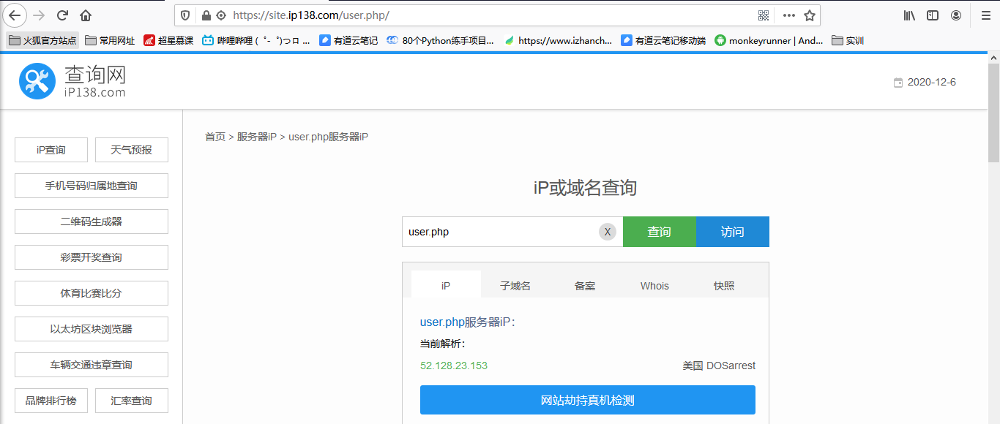 https://site.ip138.com/user.php/
火狐官方站点 常用网址 超星慕课 哔哩哔哩 ( ゜- ゜)つロ ... 有道云笔记 80个Python练手项目... https://www.izhanch... 有道云笔记移动端 monkeyrunner | And... 实训
查询网
iP138.com
2020-12-6
首页 > 服务器iP > user.php服务器iP
iP查询 天气预报
手机号码归属地查询
二维码生成器
彩票开奖查询
体育比赛比分
以太坊区块浏览器
车辆交通违章查询
品牌排行榜 汇率查询
iP或域名查询
user.php X 查询 访问
iP 子域名 备案 Whois 快照
user.php服务器iP：
当前解析：
52.128.23.153 美国 DOSarrest
网站劫持真机检测